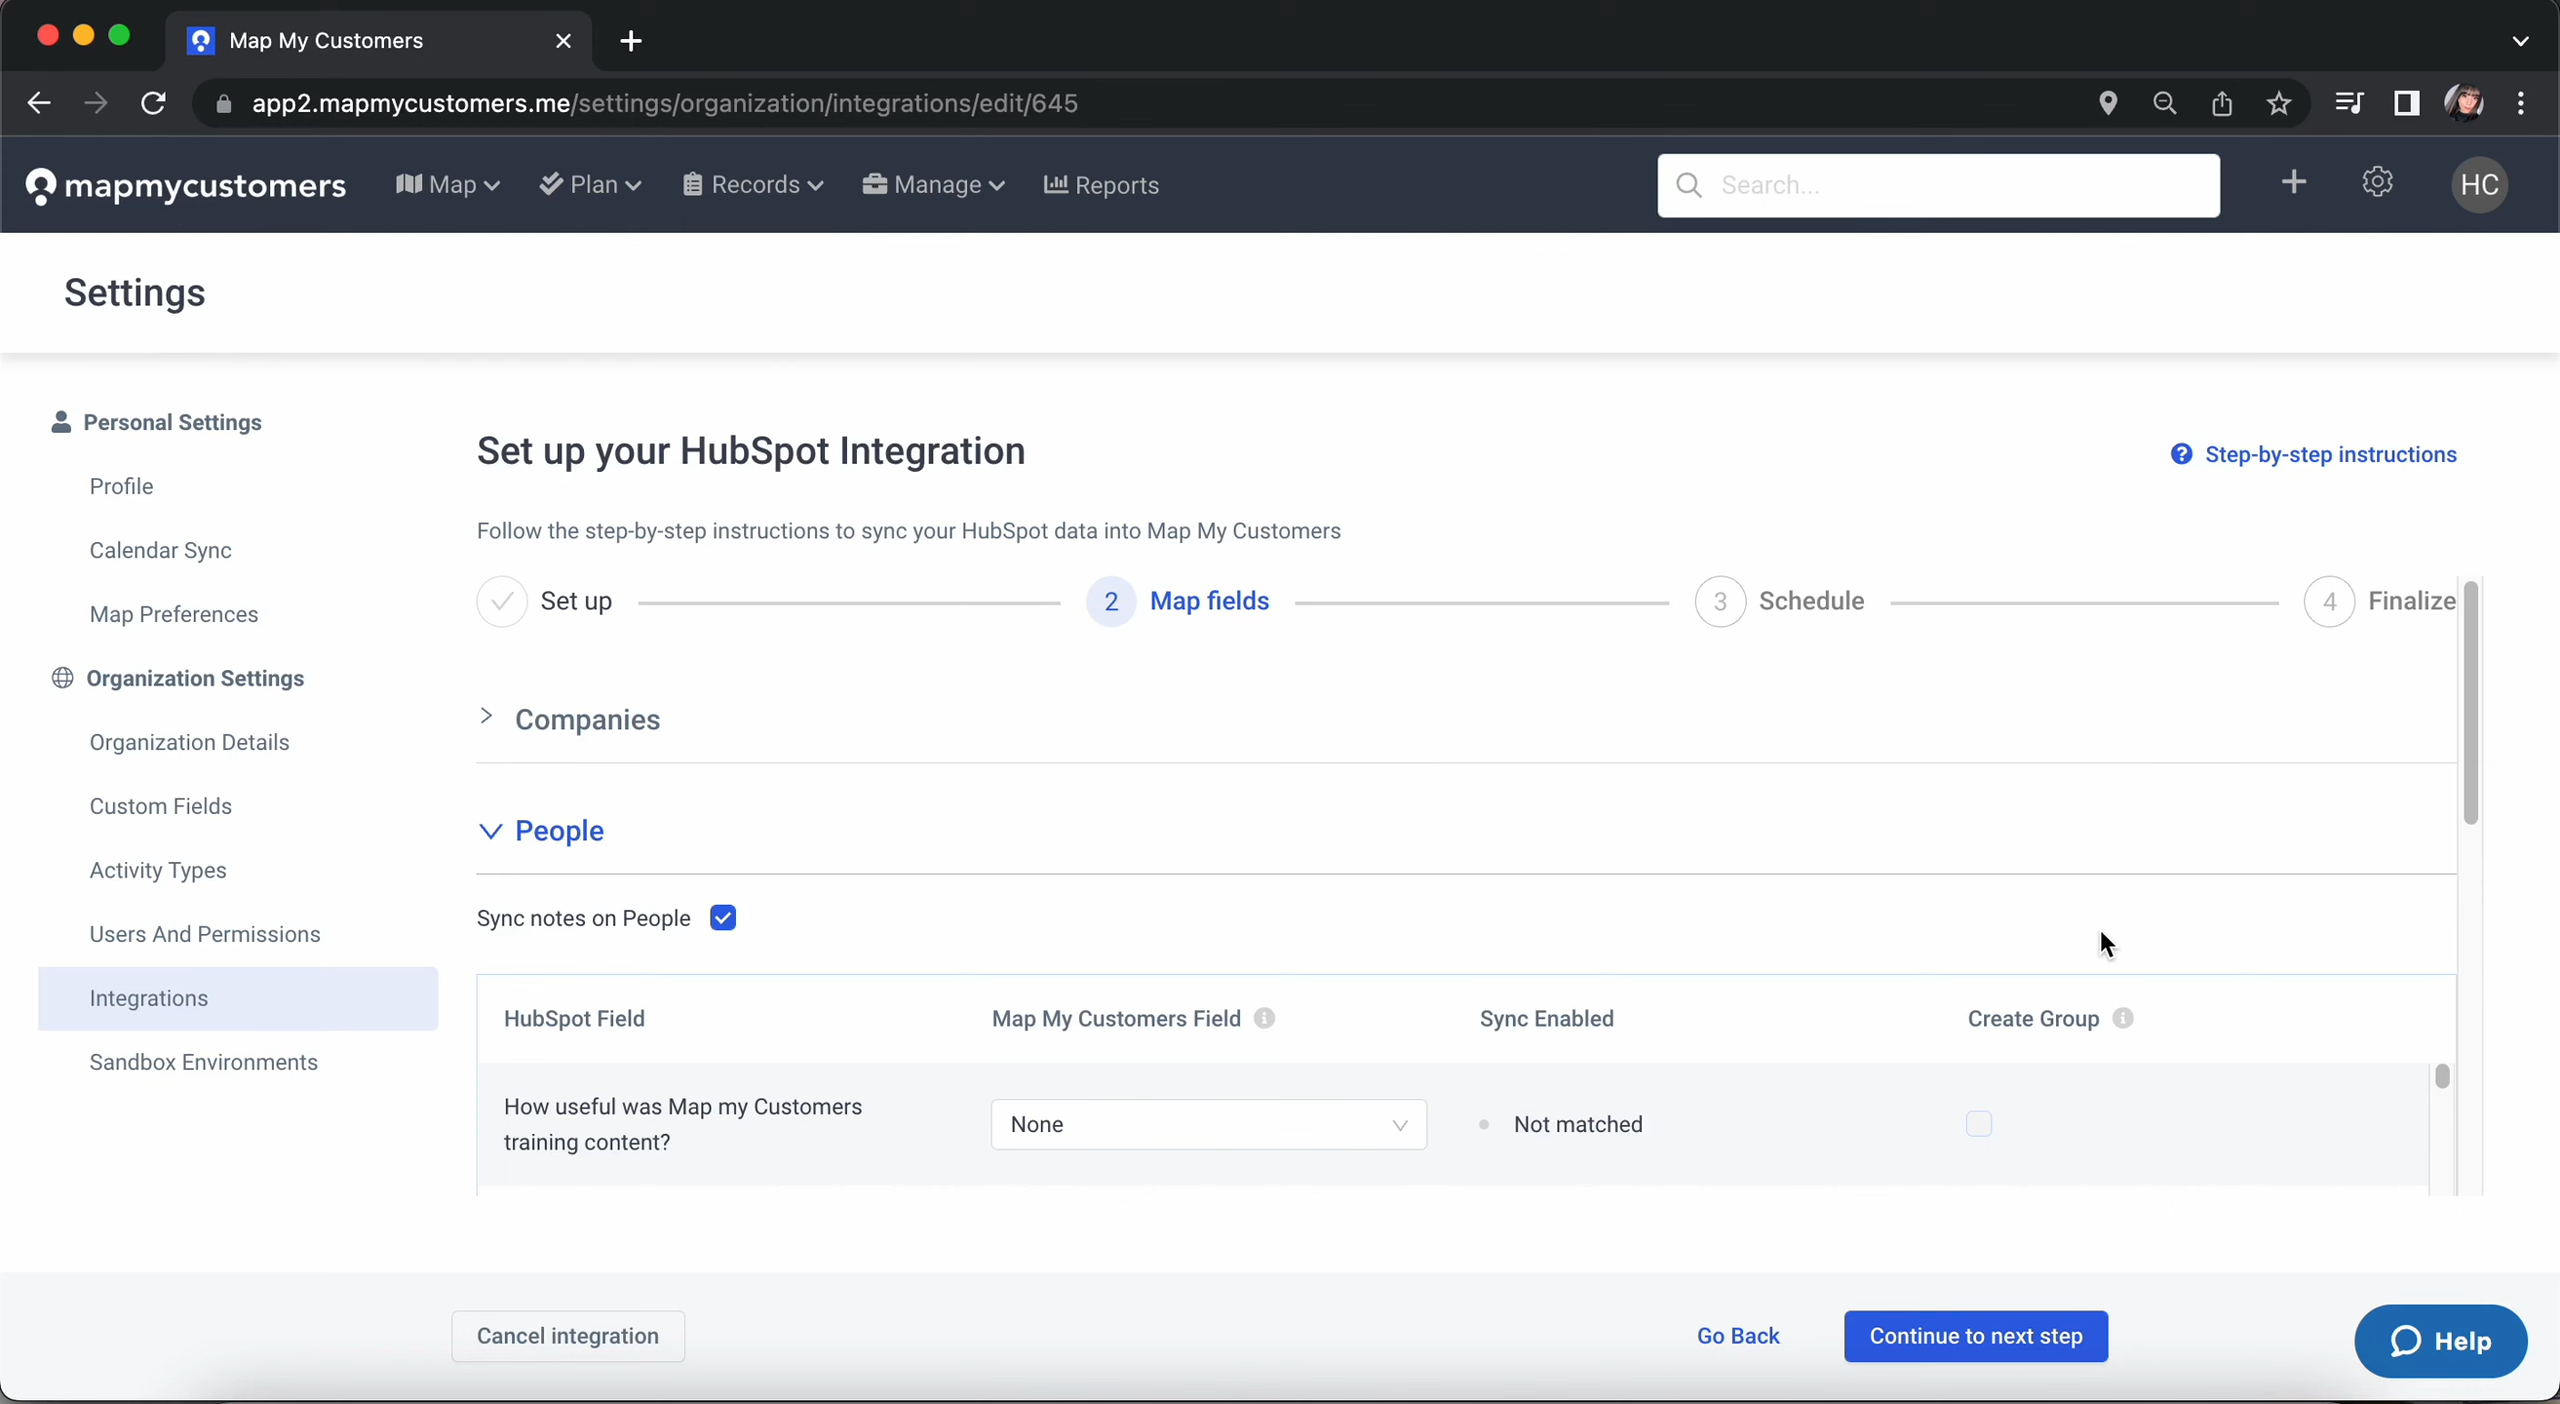 Map My Customers
app2.mapmycustomers.me/settings/organization/integrations/edit/645
mapmycustomers
Map
Plan
Records
Manage
Reports
Search...
HC
Settings
Personal Settings
Profile
Calendar Sync
Map Preferences
Organization Settings
Organization Details
Custom Fields
Activity Types
Users And Permissions
Integrations
Sandbox Environments
Set up your HubSpot Integration
Step-by-step instructions
Follow the step-by-step instructions to sync your HubSpot data into Map My Customers
Set up
2 Map fields
3 Schedule
4 Finalize
Companies
People
Sync notes on People
HubSpot Field
Map My Customers Field
Sync Enabled
Create Group
How useful was Map my Customers
training content?
None
Not matched
Cancel integration
Go Back
Continue to next step
Help